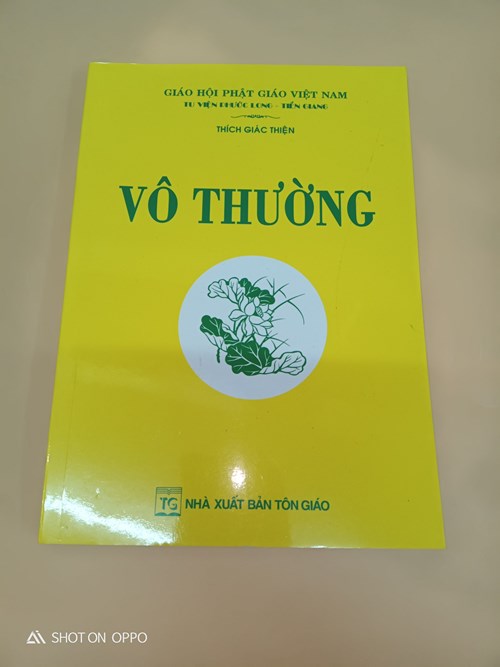 GIÁO HỘI PHẬT GIÁO VIỆT NAM
TU VIỆN PHƯỚC LONG - TIỀN GIANG
THÍCH GIÁC THIỆN
VÔ THƯỜNG
TG NHÀ XUẤT BẢN TÔN GIÁO
SHOT ON OPPO